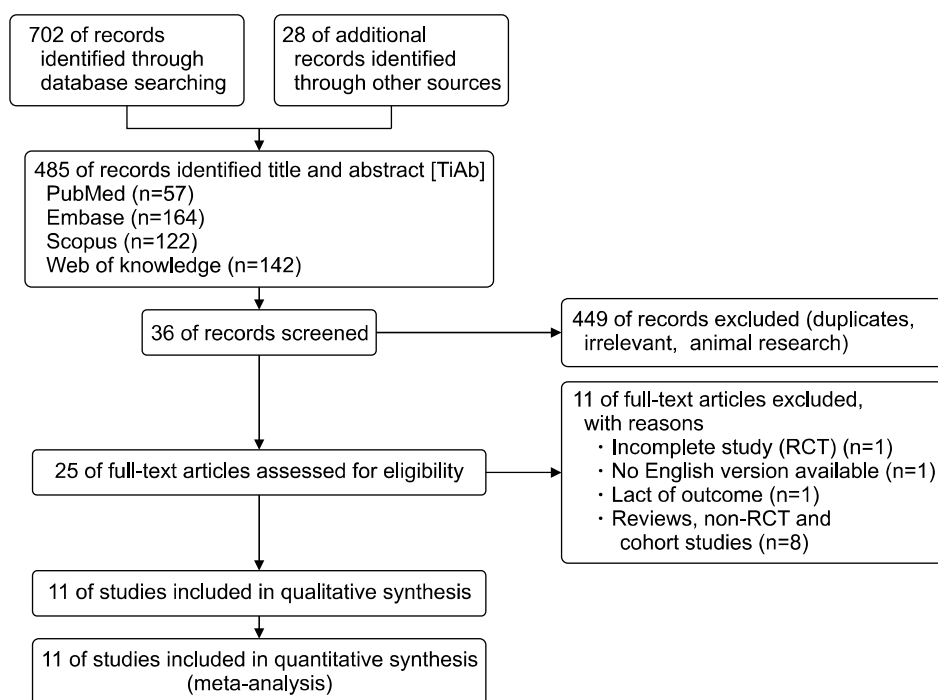 702 of records
identified through
database searching
28 of additional
records identified
through other sources
485 of records identified title and abstract [TiAb]
PubMed (n=57)
Embase (n=164)
Scopus (n=122)
Web of knowledge (n=142)
36 of records screened
449 of records excluded (duplicates,
irrelevant, animal research)
11 of full-text articles excluded,
with reasons
· Incomplete study (RCT) (n=1)
· No English version available (n=1)
· Lact of outcome (n=1)
· Reviews, non-RCT and
cohort studies (n=8)
25 of full-text articles assessed for eligibility
11 of studies included in qualitative synthesis
11 of studies included in quantitative synthesis
(meta-analysis)